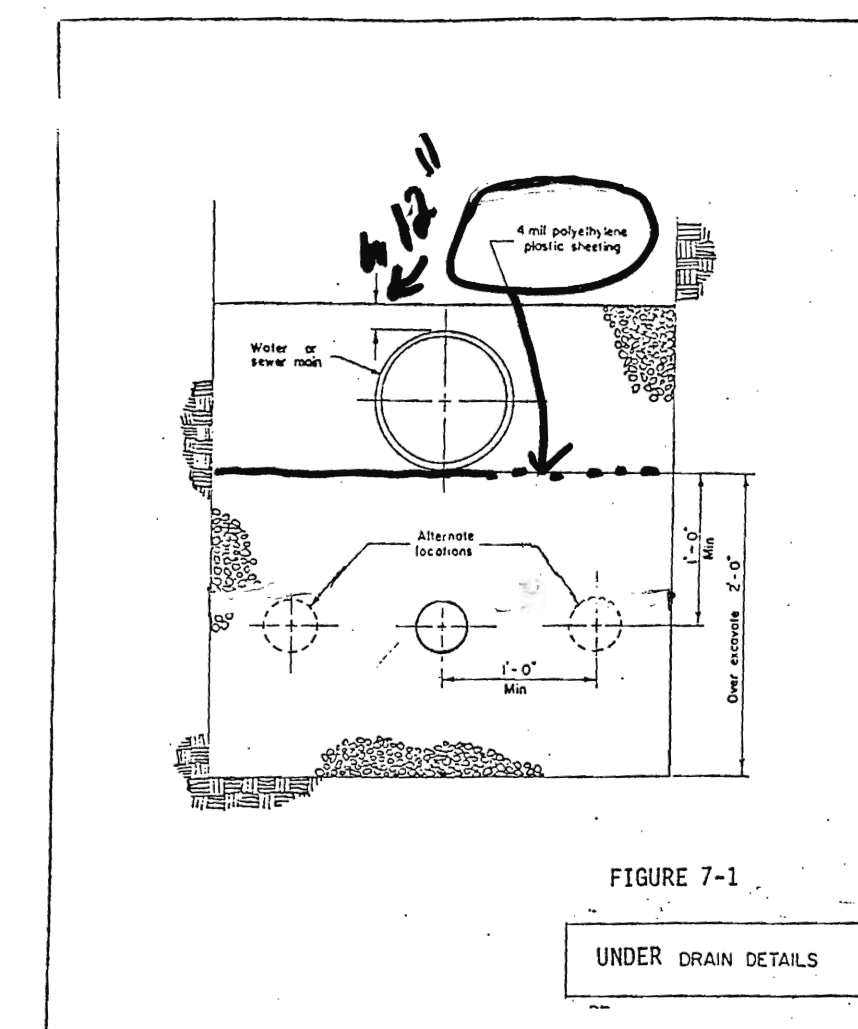 12"
4 mil polyethylene
plastic sheeting
Water or
sewer main
Alternate
locations
1'-0"
Min
Over excavate 2'-0"
1'-0"
Min
FIGURE 7-1
UNDER DRAIN DETAILS